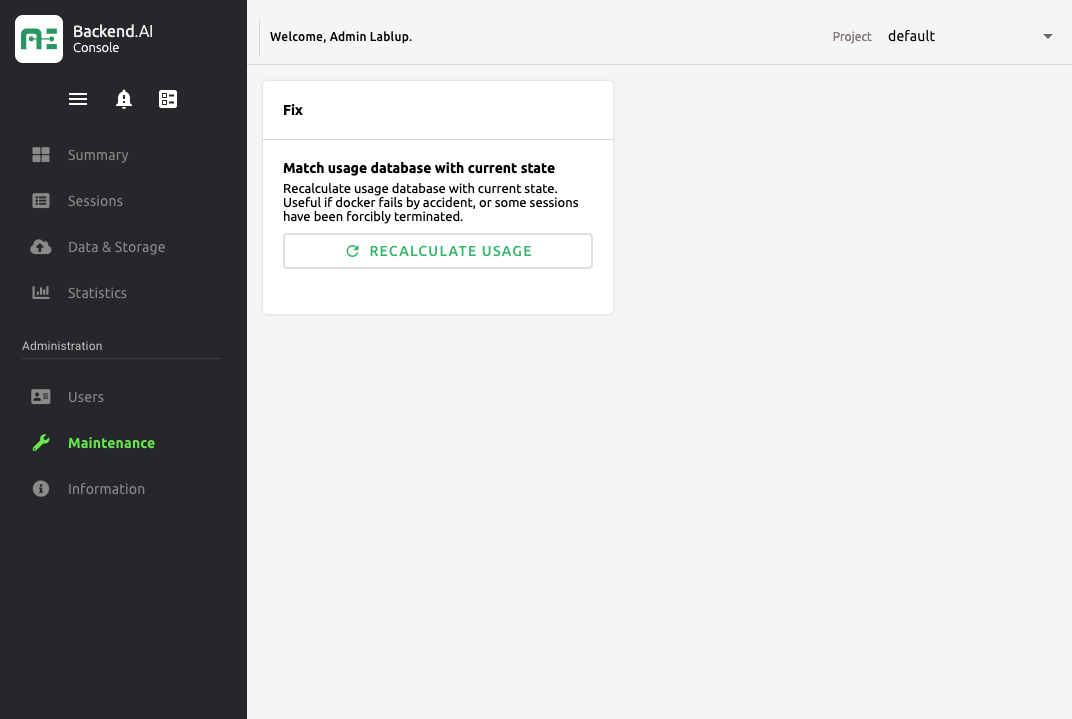 Backend.AI
Console
Welcome, Admin Lablup.
Project default
Summary
Sessions
Data & Storage
Statistics
Administration
Users
Maintenance
Information
Fix
Match usage database with current state
Recalculate usage database with current state.
Useful if docker fails by accident, or some sessions
have been forcibly terminated.
RECALCULATE USAGE